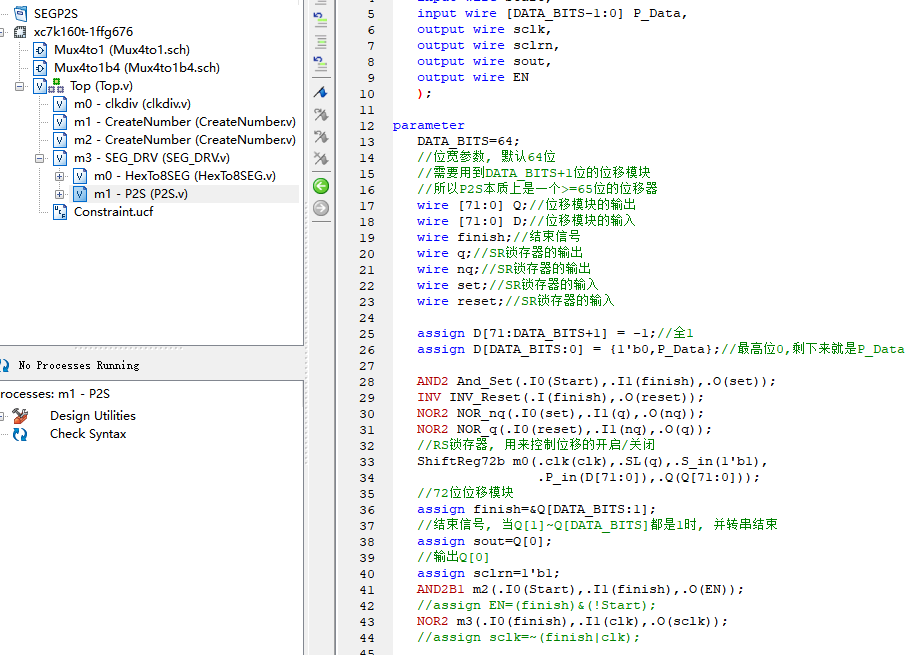 SEGP2S
xc7k160t-1ffg676
Mux4to1 (Mux4to1.sch)
Mux4to1b4 (Mux4to1b4.sch)
Top (Top.v)
m0 - clkdiv (clkdiv.v)
m1 - CreateNumber (CreateNumber.v)
m2 - CreateNumber (CreateNumber.v)
m3 - SEG_DRV (SEG_DRV.v)
m0 - HexTo8SEG (HexTo8SEG.v)
m1 - P2S (P2S.v)
Constraint.ucf
No Processes Running
rocesses: m1 - P2S
Design Utilities
Check Syntax
5 input wire [DATA_BITS-1:0] P_Data,
6 output wire sclk,
7 output wire sclrn,
8 output wire sout,
9 output wire EN
10 );
11
12 parameter
13 DATA_BITS=64;
14 //位宽参数, 默认64位
15 //需要用到DATA_BITS+1位的位移模块
16 //所以P2S本质上是一个>=65位的位移器
17 wire [71:0] Q;//位移模块的输出
18 wire [71:0] D;//位移模块的输入
19 wire finish;//结束信号
20 wire q;//SR锁存器的输出
21 wire nq;//SR锁存器的输出
22 wire set;//SR锁存器的输入
23 wire reset;//SR锁存器的输入
24
25 assign D[71:DATA_BITS+1] = -1;//全1
26 assign D[DATA_BITS:0] = {1'b0,P_Data};//最高位0,剩下来就是P_Data
27
28 AND2 And_Set(.I0(Start),.I1(finish),.O(set));
29 INV INV_Reset(.I(finish),.O(reset));
30 NOR2 NOR_nq(.I0(set),.I1(q),.O(nq));
31 NOR2 NOR_q(.I0(reset),.I1(nq),.O(q));
32 //RS锁存器, 用来控制位移的开启/关闭
33 ShiftReg72b m0(.clk(clk),.SL(q),.S_in(1'b1),
34 .P_in(D[71:0]),.Q(Q[71:0]));
35 //72位位移模块
36 assign finish=&Q[DATA_BITS:1];
37 //结束信号, 当Q[1]~Q[DATA_BITS]都是1时, 并转串结束
38 assign sout=Q[0];
39 //输出Q[0]
40 assign sclrn=1'b1;
41 AND2B1 m2(.I0(Start),.I1(finish),.O(EN));
42 //assign EN=(finish)&(!Start);
43 NOR2 m3(.I0(finish),.I1(clk),.O(sclk));
44 //assign sclk=~(finish|clk);
45